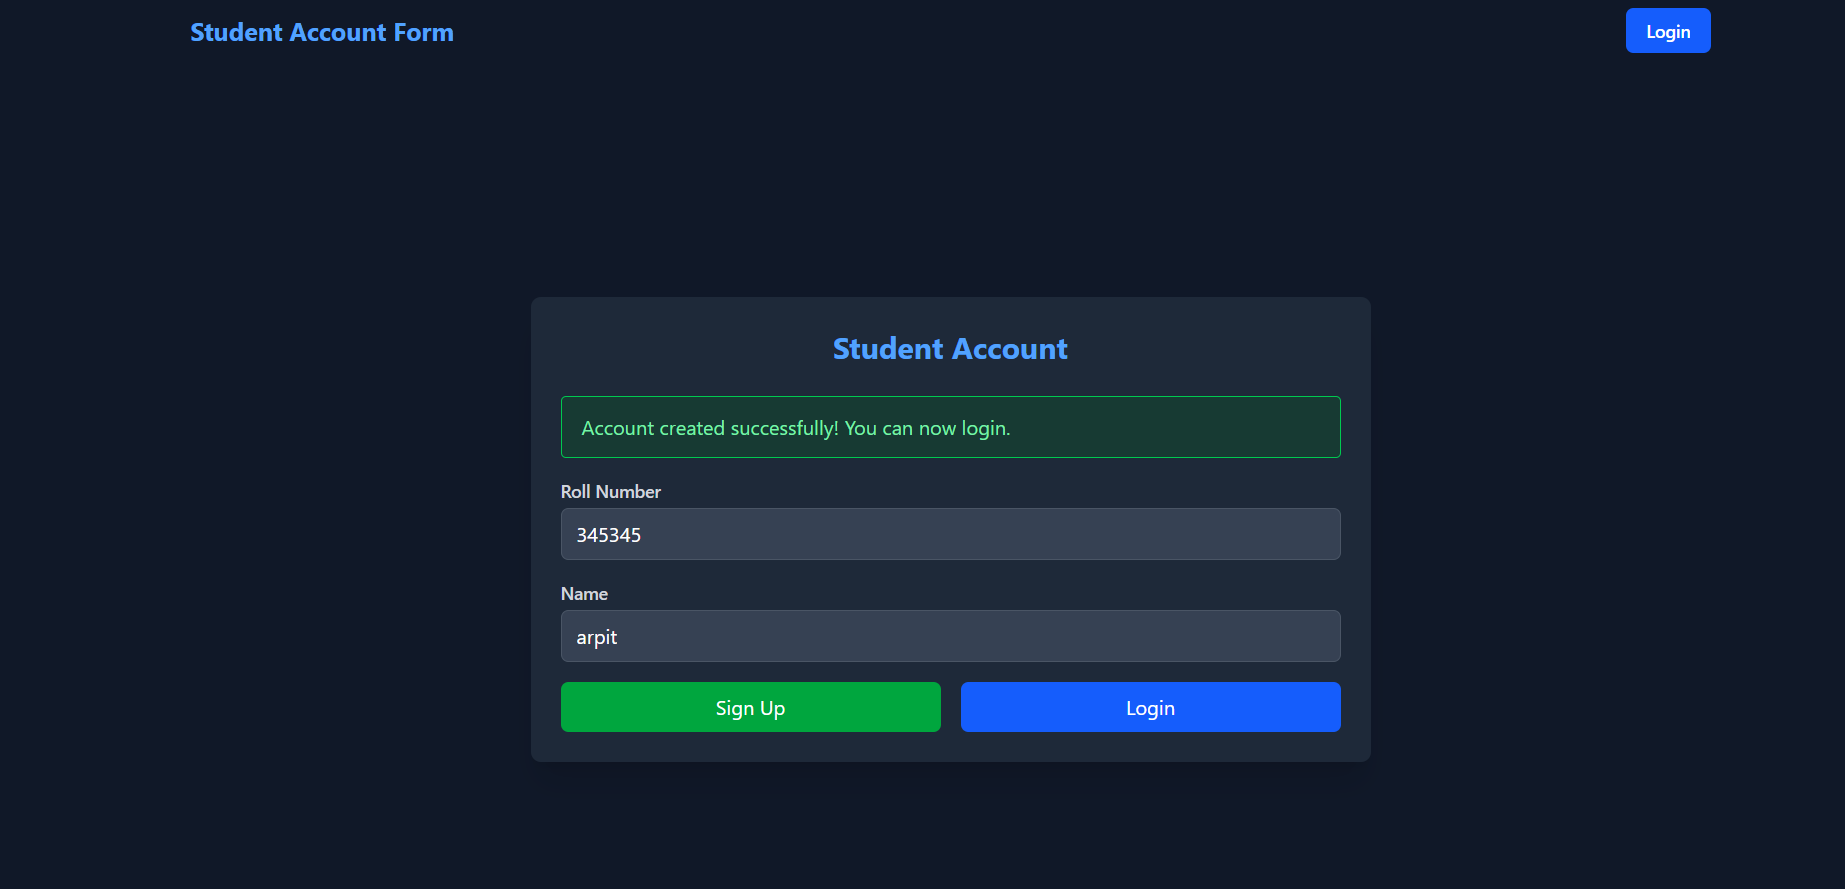 Student Account Form
Login
Student Account
Account created successfully! You can now login.
Roll Number
345345
Name
arpit
Sign Up
Login